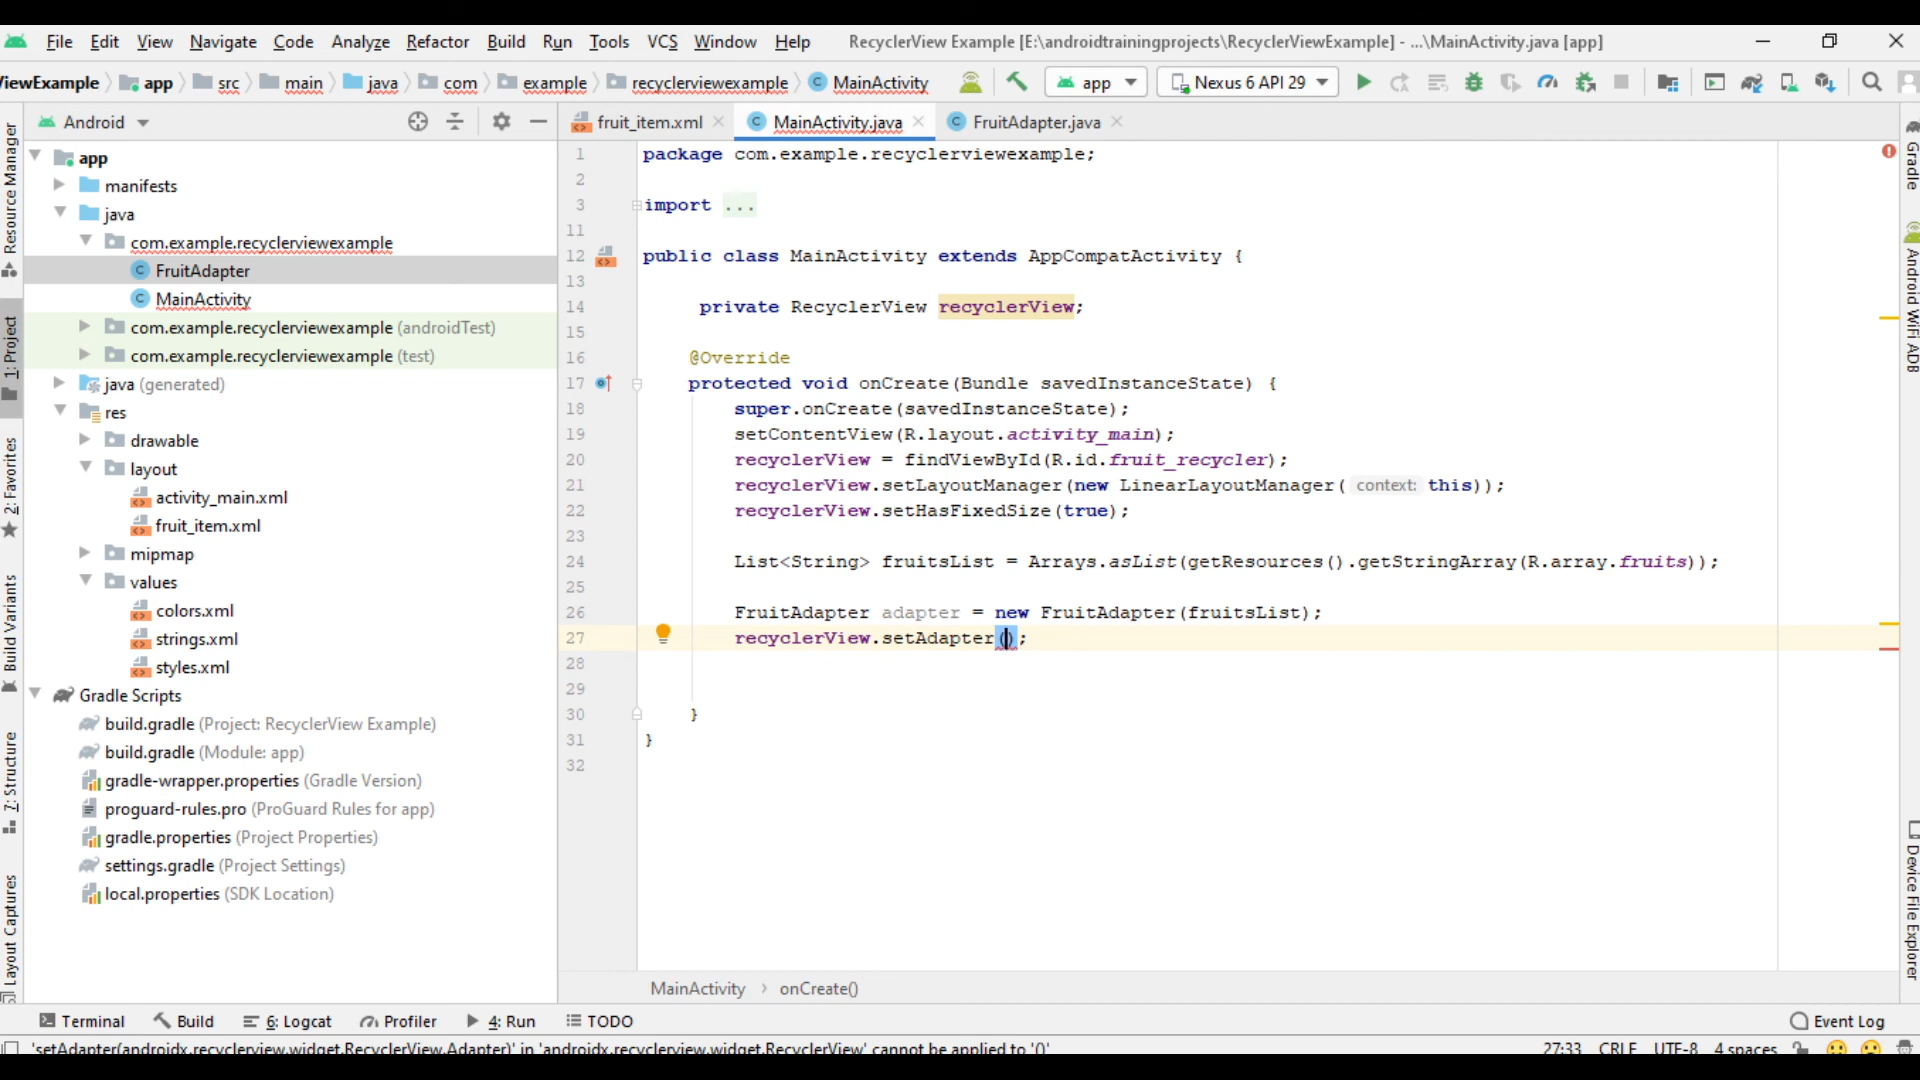 File Edit View Navigate Code Analyze Refactor Build Run Tools VCS Window Help RecyclerView Example [E:\androidtrainingprojects\RecyclerViewExample] - ...\MainActivity.java [app]
ViewExample app src main java com example recyclerviewexample MainActivity app Nexus 6 API 29
Android fruit_item.xml MainActivity.java FruitAdapter.java
Resource Manager
1: Project
2: Favorites
Build Variants
7: Structure
Layout Captures
app
manifests
java
com.example.recyclerviewexample
FruitAdapter
MainActivity
com.example.recyclerviewexample (androidTest)
com.example.recyclerviewexample (test)
java (generated)
res
drawable
layout
activity_main.xml
fruit_item.xml
mipmap
values
colors.xml
strings.xml
styles.xml
Gradle Scripts
build.gradle (Project: RecyclerView Example)
build.gradle (Module: app)
gradle-wrapper.properties (Gradle Version)
proguard-rules.pro (ProGuard Rules for app)
gradle.properties (Project Properties)
settings.gradle (Project Settings)
local.properties (SDK Location)
1 package com.example.recyclerviewexample;
2
3 import ...
11
12 public class MainActivity extends AppCompatActivity {
13
14 private RecyclerView recyclerView;
15
16 @Override
17 protected void onCreate(Bundle savedInstanceState) {
18 super.onCreate(savedInstanceState);
19 setContentView(R.layout.activity_main);
20 recyclerView = findViewById(R.id.fruit_recycler);
21 recyclerView.setLayoutManager(new LinearLayoutManager( context: this));
22 recyclerView.setHasFixedSize(true);
23
24 List<String> fruitsList = Arrays.asList(getResources().getStringArray(R.array.fruits));
25
26 FruitAdapter adapter = new FruitAdapter(fruitsList);
27 recyclerView.setAdapter();
28
29
30 }
31 }
32
Gradle
Android WiFi ADB
Device File Explorer
MainActivity › onCreate()
Terminal Build 6: Logcat Profiler 4: Run TODO Event Log
'setAdapter(androidx.recyclerview.widget.RecyclerView.Adapter)' in 'androidx.recyclerview.widget.RecyclerView' cannot be applied to '()' 27:33 CRLF UTF-8 4 spaces